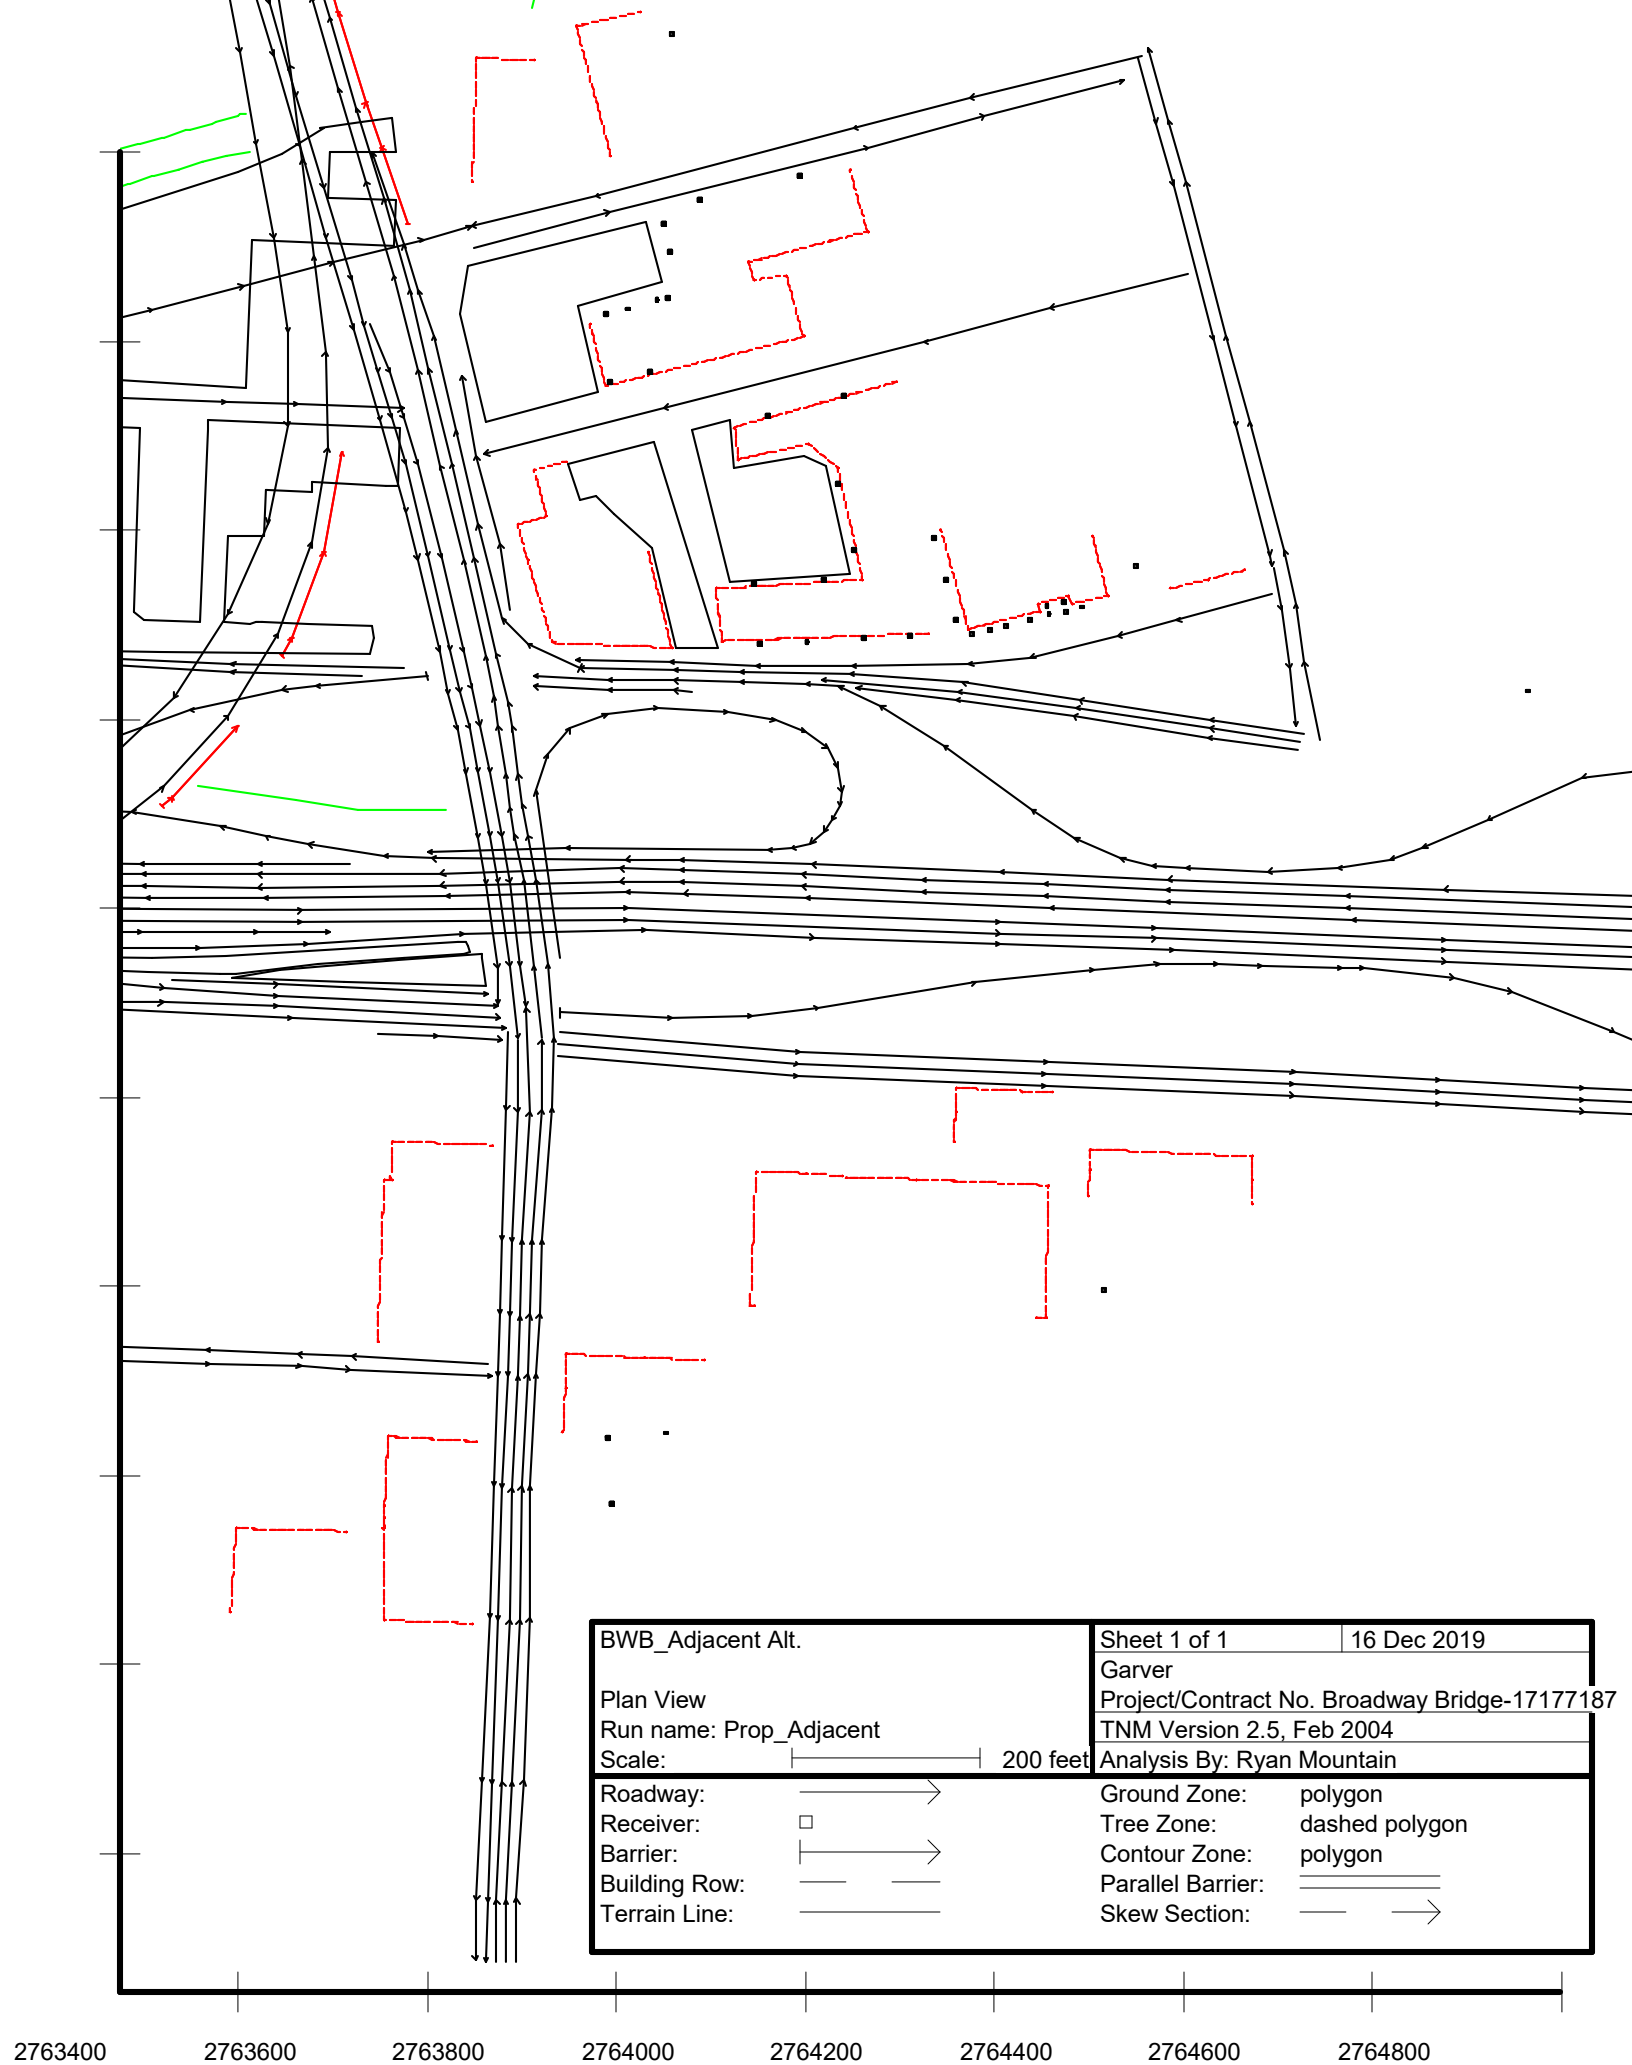 BWB_Adjacent Alt.
Sheet 1 of 1
16 Dec 2019
Garver
Plan View
Project/Contract No. Broadway Bridge-17177187
Run name: Prop_Adjacent
TNM Version 2.5, Feb 2004
Scale:
200 feet
Analysis By: Ryan Mountain
Roadway:
Ground Zone:
polygon
Receiver:
Tree Zone:
dashed polygon
Barrier:
Contour Zone:
polygon
Building Row:
Parallel Barrier:
Terrain Line:
Skew Section:
2763400
2763600
2763800
2764000
2764200
2764400
2764600
2764800